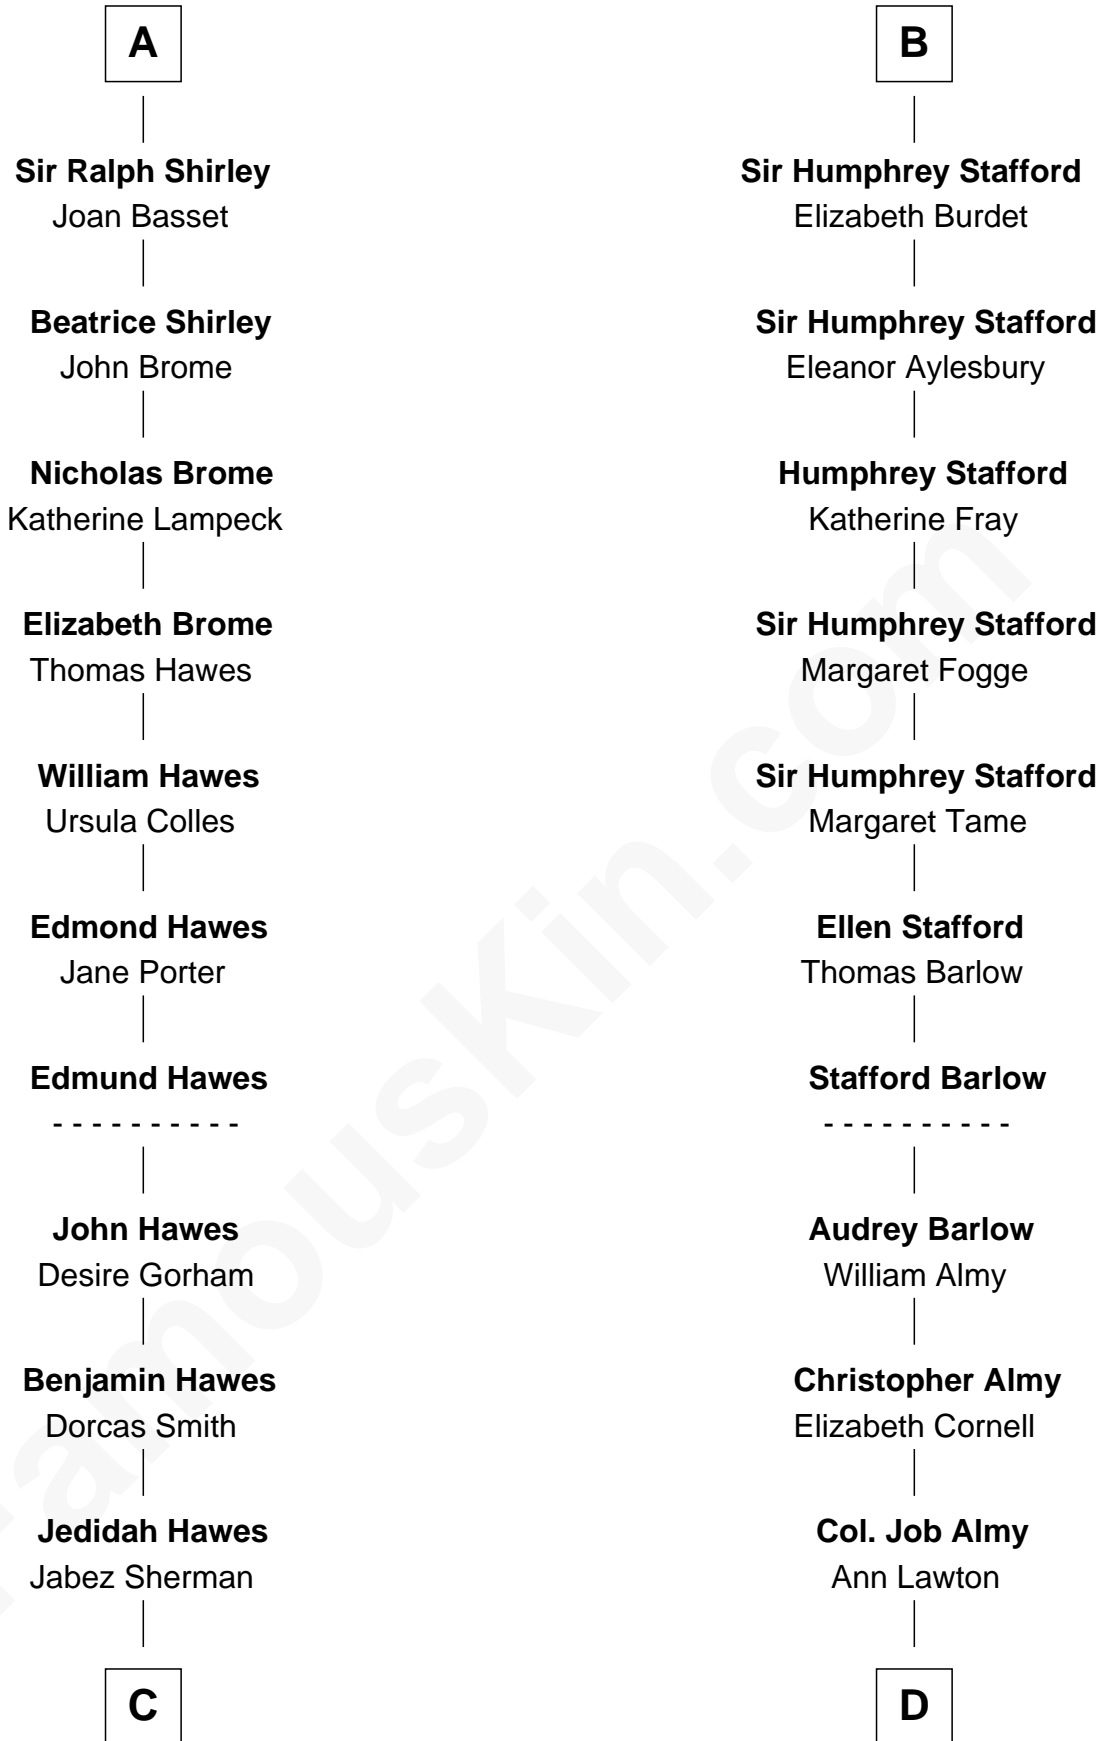 A
Sir Ralph Shirley
Joan Basset
Beatrice Shirley
John Brome
Nicholas Brome
Katherine Lampeck
Elizabeth Brome
Thomas Hawes
William Hawes
Ursula Colles
Edmond Hawes
Jane Porter
Edmund Hawes
- - - - - - - - - -
John Hawes
Desire Gorham
Benjamin Hawes
Dorcas Smith
Jedidah Hawes
Jabez Sherman
C
B
Sir Humphrey Stafford
Elizabeth Burdet
Sir Humphrey Stafford
Eleanor Aylesbury
Humphrey Stafford
Katherine Fray
Sir Humphrey Stafford
Margaret Fogge
Sir Humphrey Stafford
Margaret Tame
Ellen Stafford
Thomas Barlow
Stafford Barlow
- - - - - - - - - -
Audrey Barlow
William Almy
Christopher Almy
Elizabeth Cornell
Col. Job Almy
Ann Lawton
D
FamousKin.com